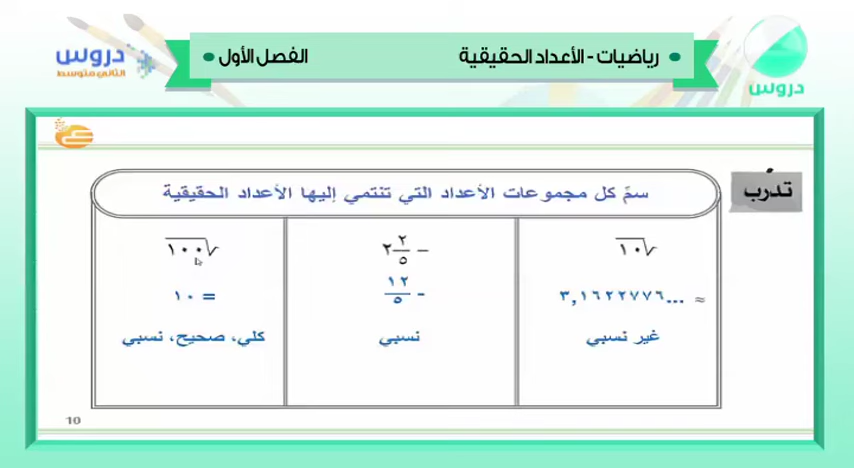 دروس
رياضيات - الأعداد الحقيقية
الفصل الأول
دروس
الثاني متوسط
تدرب
سمّ كل مجموعات الأعداد التي تنتمي إليها الأعداد الحقيقية
√١٠
≈ ٣,١٦٢٢٧٧٦...
غير نسبي
- ٢ ٢/٥
- ١٢/٥
نسبي
√١٠٠
= ١٠
كلي، صحيح، نسبي
10